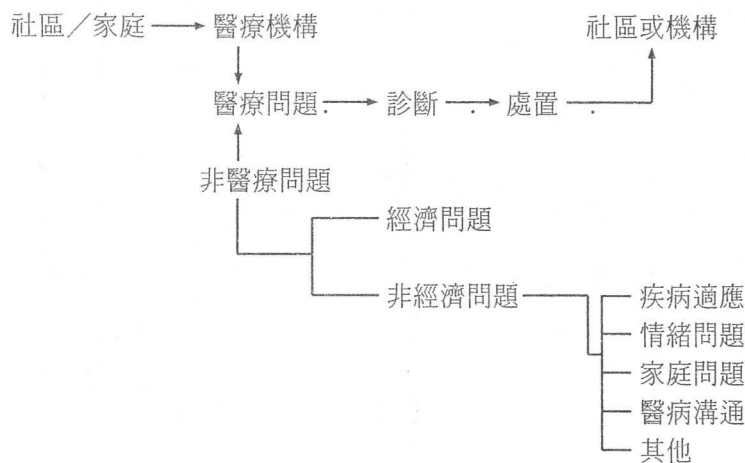 社區／家庭 醫療機構 社區或機構
醫療問題 診斷 處置
非醫療問題
經濟問題
非經濟問題 疾病適應
情緒問題
家庭問題
醫病溝通
其他